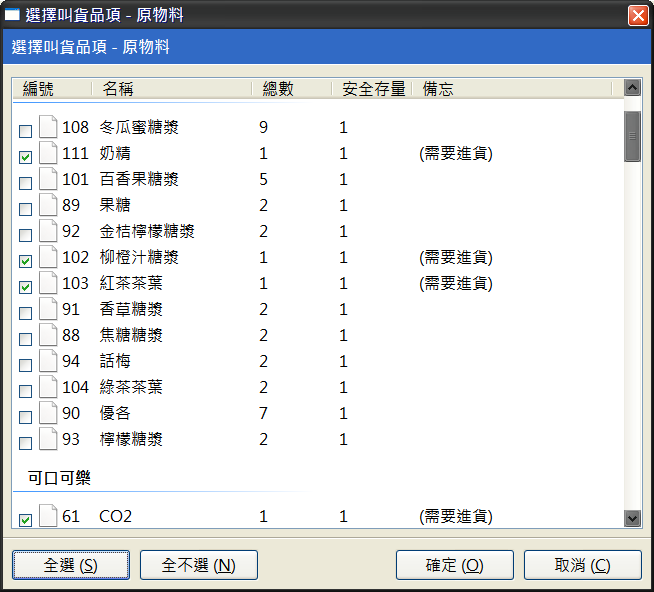 選擇叫貨品項 - 原物料
選擇叫貨品項 - 原物料
編號 名稱 總數 安全存量 備忘
108 冬瓜蜜糖漿 9 1
111 奶精 1 1 (需要進貨)
101 百香果糖漿 5 1
89 果糖 2 1
92 金桔檸檬糖漿 2 1
102 柳橙汁糖漿 1 1 (需要進貨)
103 紅茶茶葉 1 1 (需要進貨)
91 香草糖漿 2 1
88 焦糖糖漿 2 1
94 話梅 2 1
104 綠茶茶葉 2 1
90 優各 7 1
93 檸檬糖漿 2 1
可口可樂
61 CO2 1 1 (需要進貨)
全選 (S) 全不選 (N) 確定 (O) 取消 (C)